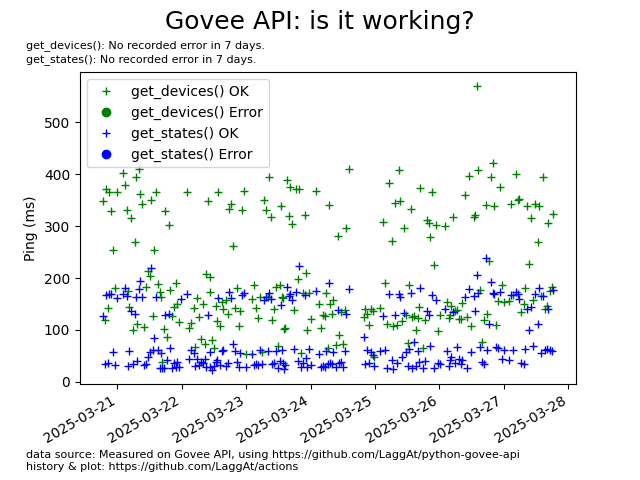 Govee API: is it working?
get_devices(): No recorded error in 7 days.
get_states(): No recorded error in 7 days.
get_devices() OK
get_devices() Error
get_states() OK
get_states() Error
Ping (ms)
500
400
300
200
100
0
2025-03-21
2025-03-22
2025-03-23
2025-03-24
2025-03-25
2025-03-26
2025-03-27
2025-03-28
data source: Measured on Govee API, using https://github.com/LaggAt/python-govee-api
history & plot: https://github.com/LaggAt/actions